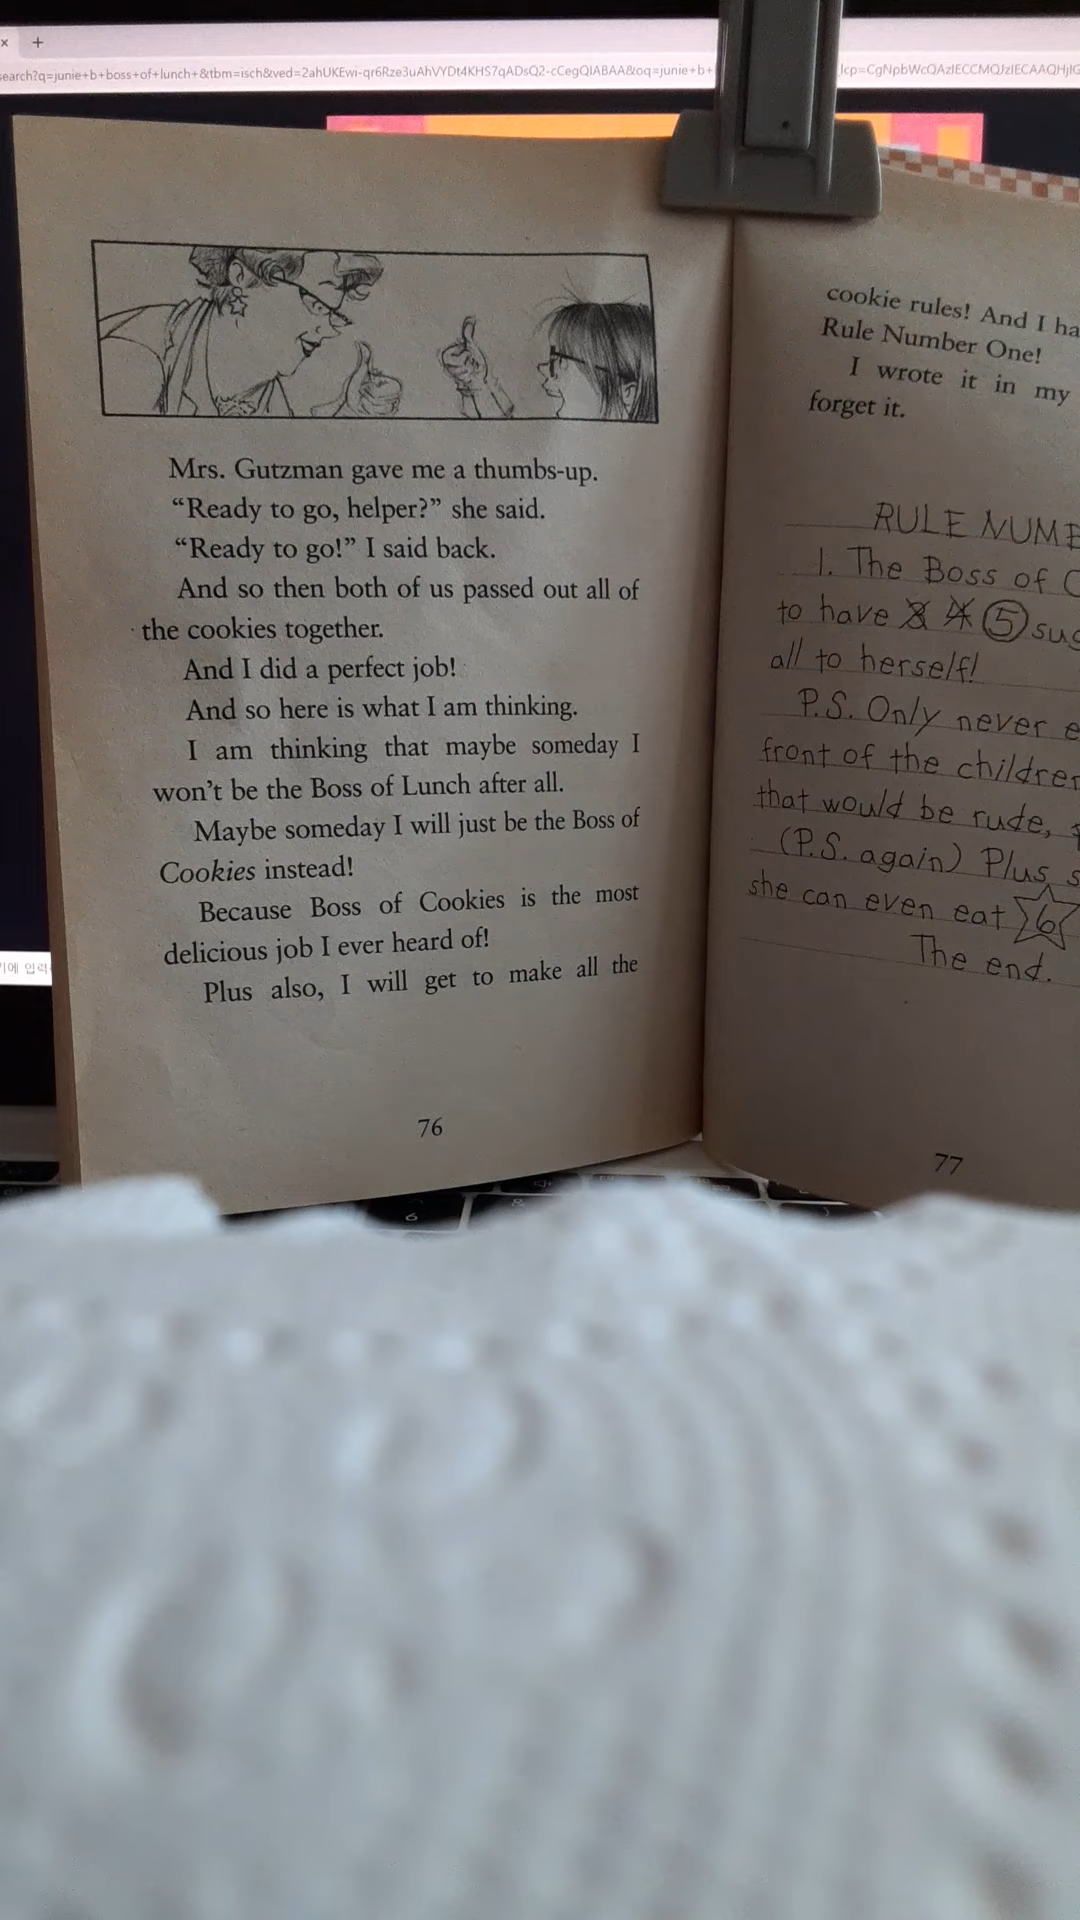 Mrs. Gutzman gave me a thumbs-up.
“Ready to go, helper?” she said.
“Ready to go!” I said back.
And so then both of us passed out all of
the cookies together.
And I did a perfect job!
And so here is what I am thinking.
I am thinking that maybe someday I
won’t be the Boss of Lunch after all.
Maybe someday I will just be the Boss of
Cookies instead!
Because Boss of Cookies is the most
delicious job I ever heard of!
Plus also, I will get to make all the
76
cookie rules! And I ha
Rule Number One!
I wrote it in my
forget it.
RULE NUMB
1. The Boss of C
to have 5 sug
all to herself!
P.S. Only never e
front of the childre
that would be rude,
(P.S. again) Plus s
she can even eat 6
The end.
77